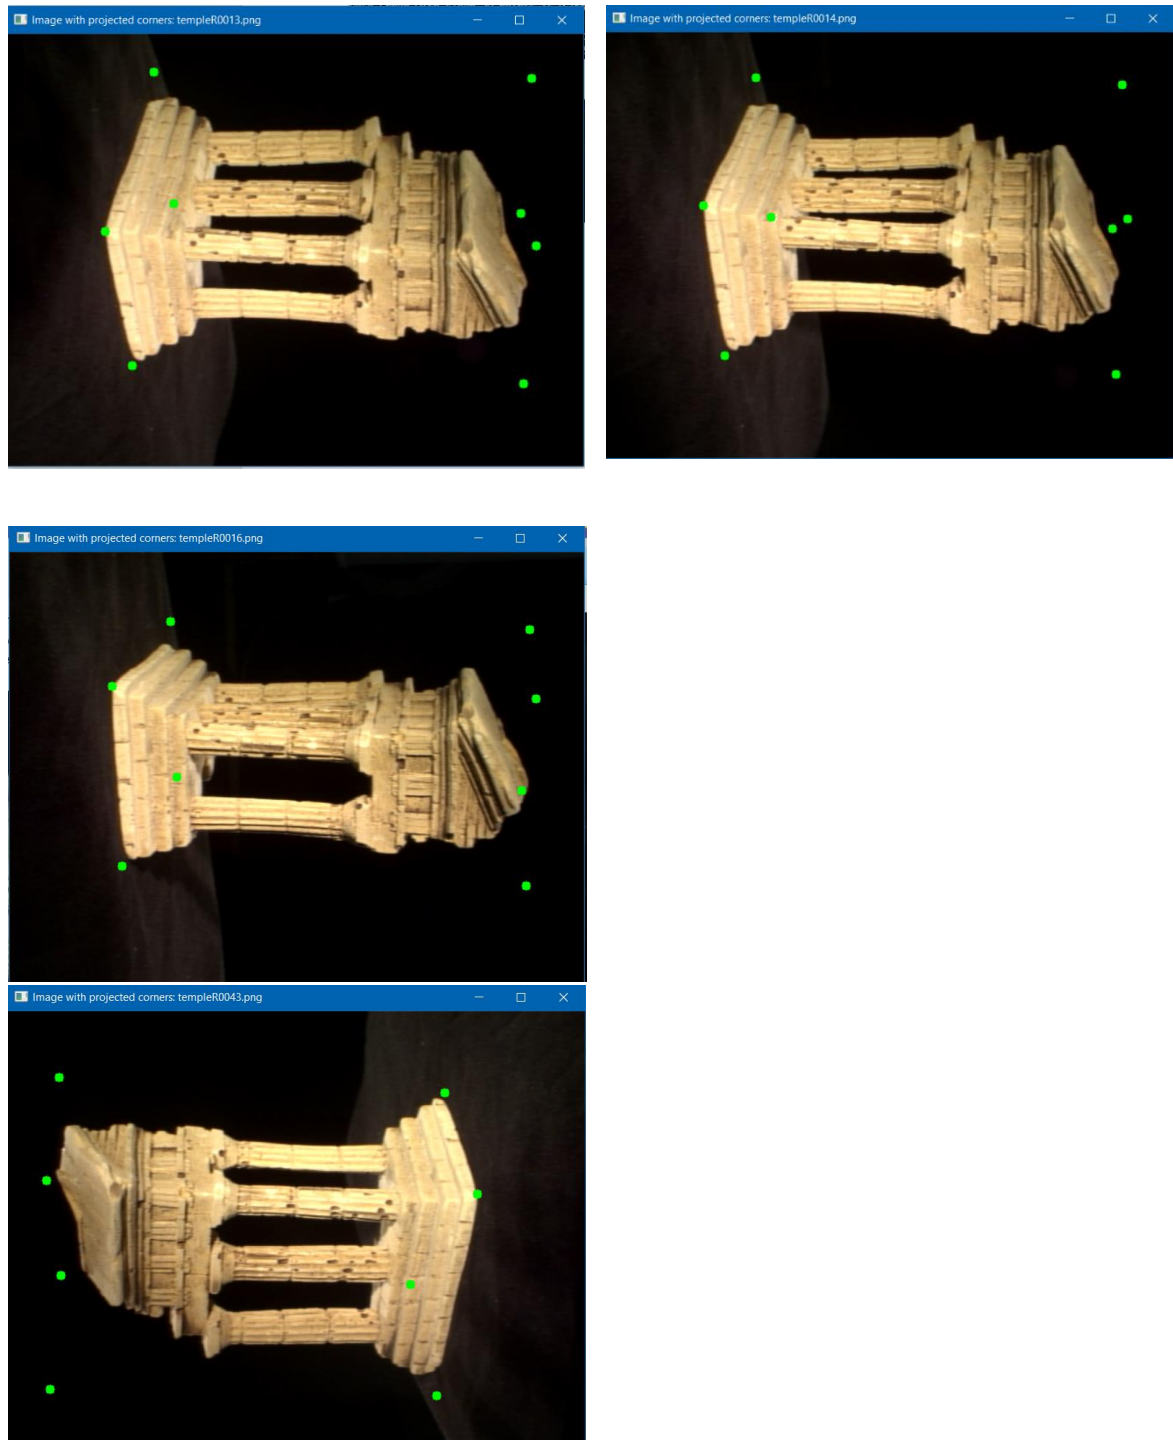 Image with projected corners: templeR0013.png
Image with projected corners: templeR0014.png
Image with projected corners: templeR0016.png
Image with projected corners: templeR0043.png